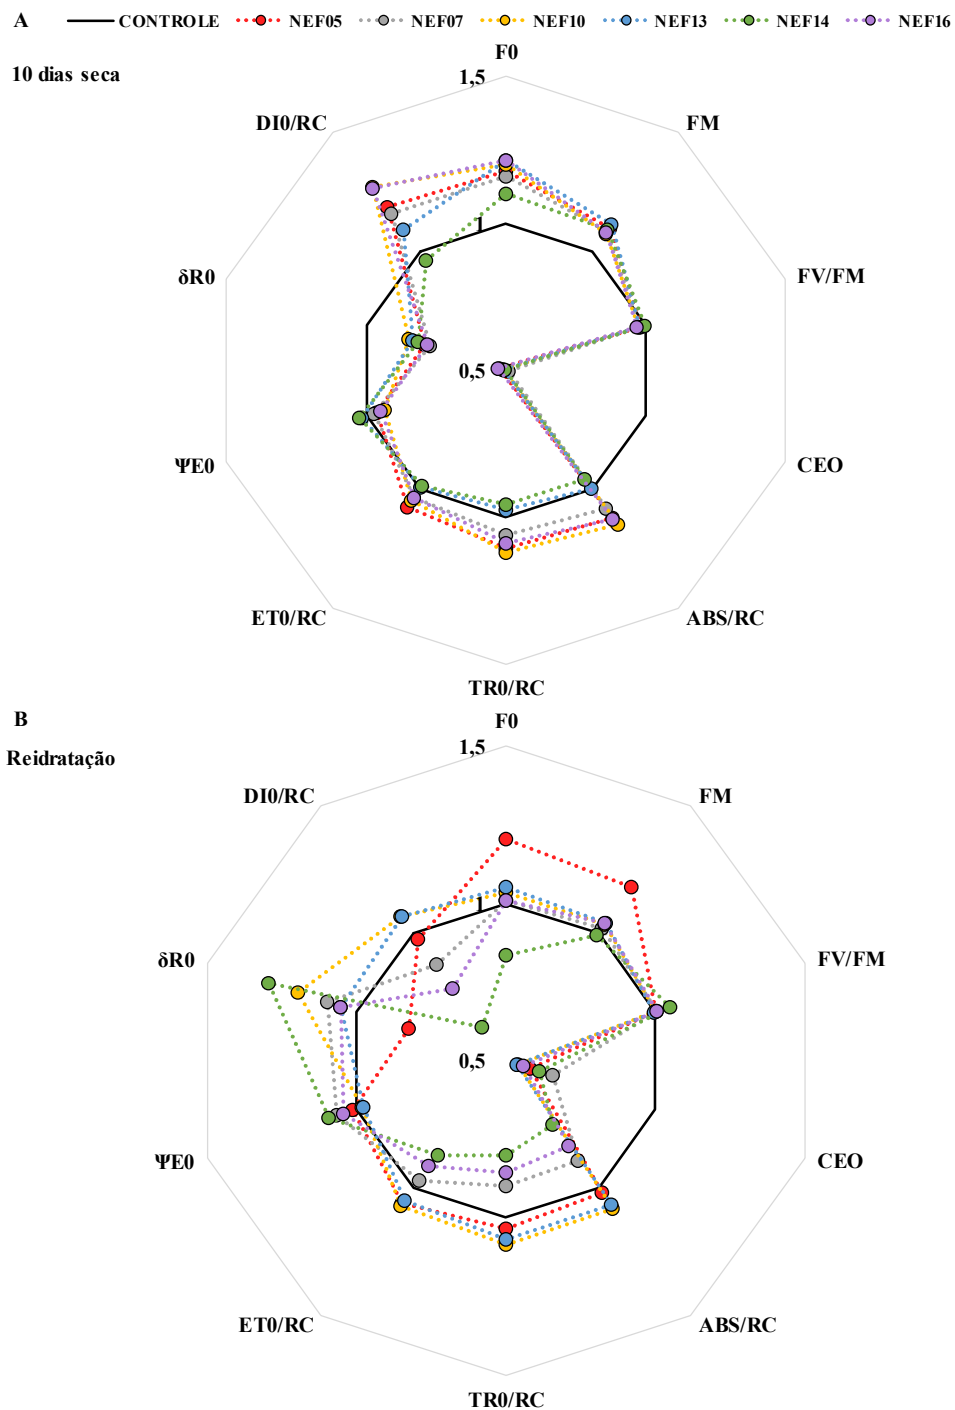 A CONTROLE NEF05 NEF07 NEF10 NEF13 NEF14 NEF16
F0
10 dias seca
1,5
DI0/RC
FM
1
δR0
FV/FM
0,5
ΨE0
CEO
ET0/RC
ABS/RC
TR0/RC
B
F0
Reidratação
1,5
DI0/RC
FM
1
δR0
FV/FM
0,5
ΨE0
CEO
ET0/RC
ABS/RC
TR0/RC